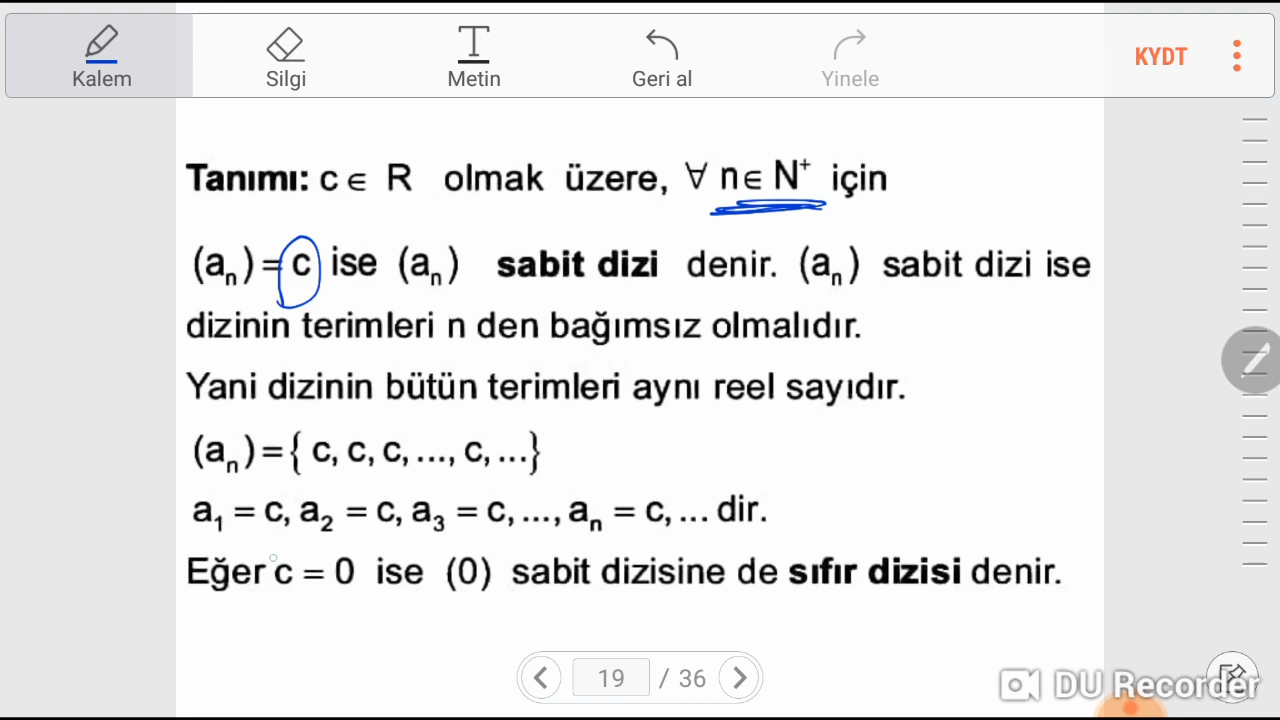 Kalem Silgi Metin Geri al Yinele KYDT
Tanımı: c ∈ R olmak üzere, ∀ n ∈ N⁺ için
(aₙ) = c ise (aₙ) sabit dizi denir. (aₙ) sabit dizi ise
dizinin terimleri n den bağımsız olmalıdır.
Yani dizinin bütün terimleri aynı reel sayıdır.
(aₙ) = { c, c, c, ..., c, ...}
a₁ = c, a₂ = c, a₃ = c, ..., aₙ = c, ... dir.
Eğer c = 0 ise (0) sabit dizisine de sıfır dizisi denir.
19 / 36
DU Recorder